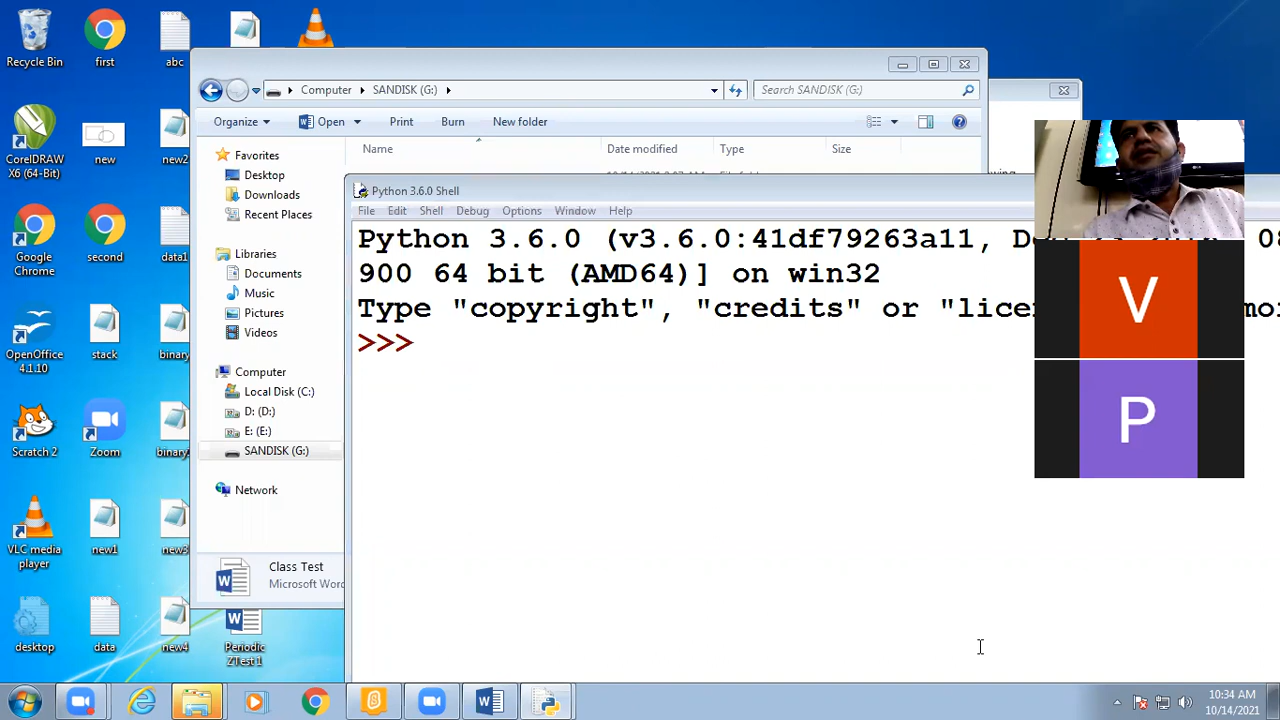 Recycle Bin
first
abc
CorelDRAW X6 (64-Bit)
new
new2
Google Chrome
second
data1
OpenOffice 4.1.10
stack
binary
Scratch 2
Zoom
binary
VLC media player
new1
new3
desktop
data
new4
Periodic ZTest 1
Computer
SANDISK (G:)
Search SANDISK (G:)
Organize
Open
Print
Burn
New folder
Name
Date modified
Type
Size
Favorites
Desktop
Downloads
Recent Places
Libraries
Documents
Music
Pictures
Videos
Computer
Local Disk (C:)
D: (D:)
E: (E:)
SANDISK (G:)
Network
Class Test
Microsoft Word
Python 3.6.0 Shell
File Edit Shell Debug Options Window Help
Python 3.6.0 (v3.6.0:41df79263a11,
900 64 bit (AMD64)] on win32
Type "copyright", "credits" or "lice
>>>
V
P
10:34 AM
10/14/2021